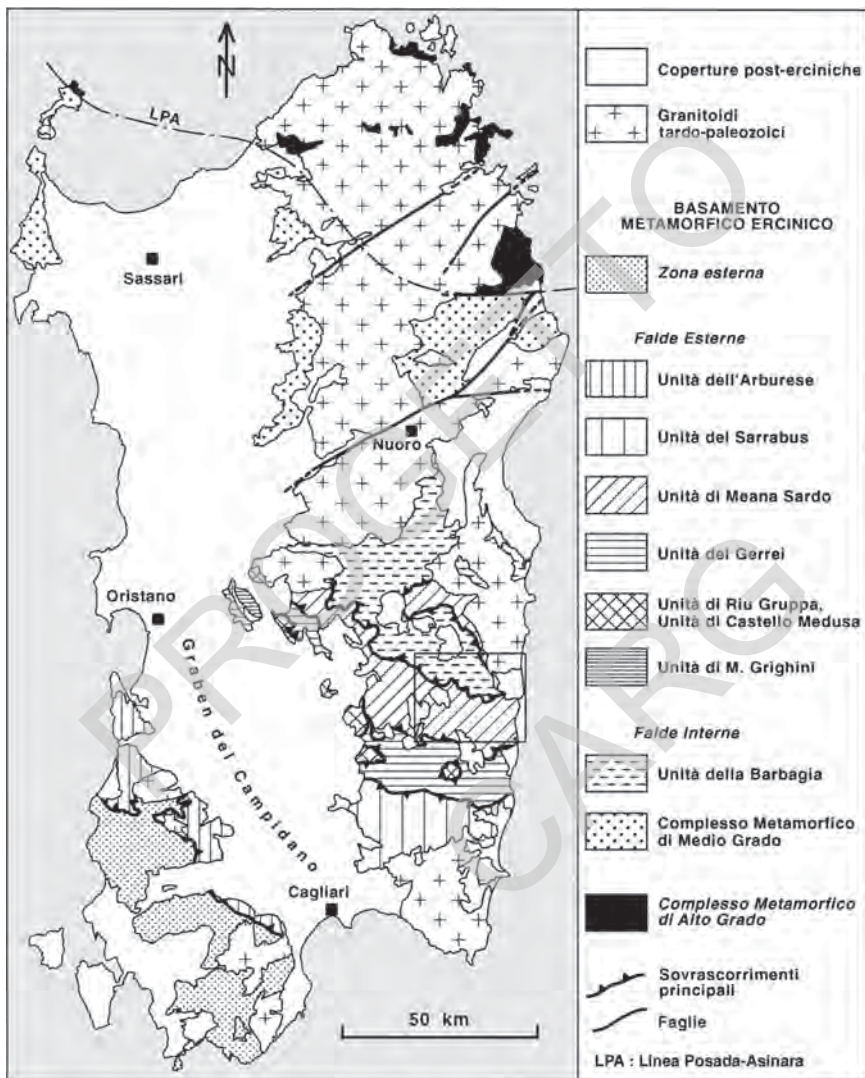 N
LPA
Sassari
Nuoro
Oristano
Graben del Campidano
Cagliari
50 km
Coperture post-erciniche
Granitoidi
tardo-paleozoici
BASAMENTO
METAMORFICO ERCINICO
Zona esterna
Falde Esterne
Unità dell'Arburese
Unità del Sarrabus
Unità di Meana Sardo
Unità del Gerrei
Unità di Riu Gruppa,
Unità di Castello Medusa
Unità di M. Grighini
Falde Interne
Unità della Barbagia
Complesso Metamorfico
di Medio Grado
Complesso Metamorfico
di Alto Grado
Sovrascorrimenti
principali
Faglie
LPA : Linea Posada-Asinara
PROGETTO
CARG